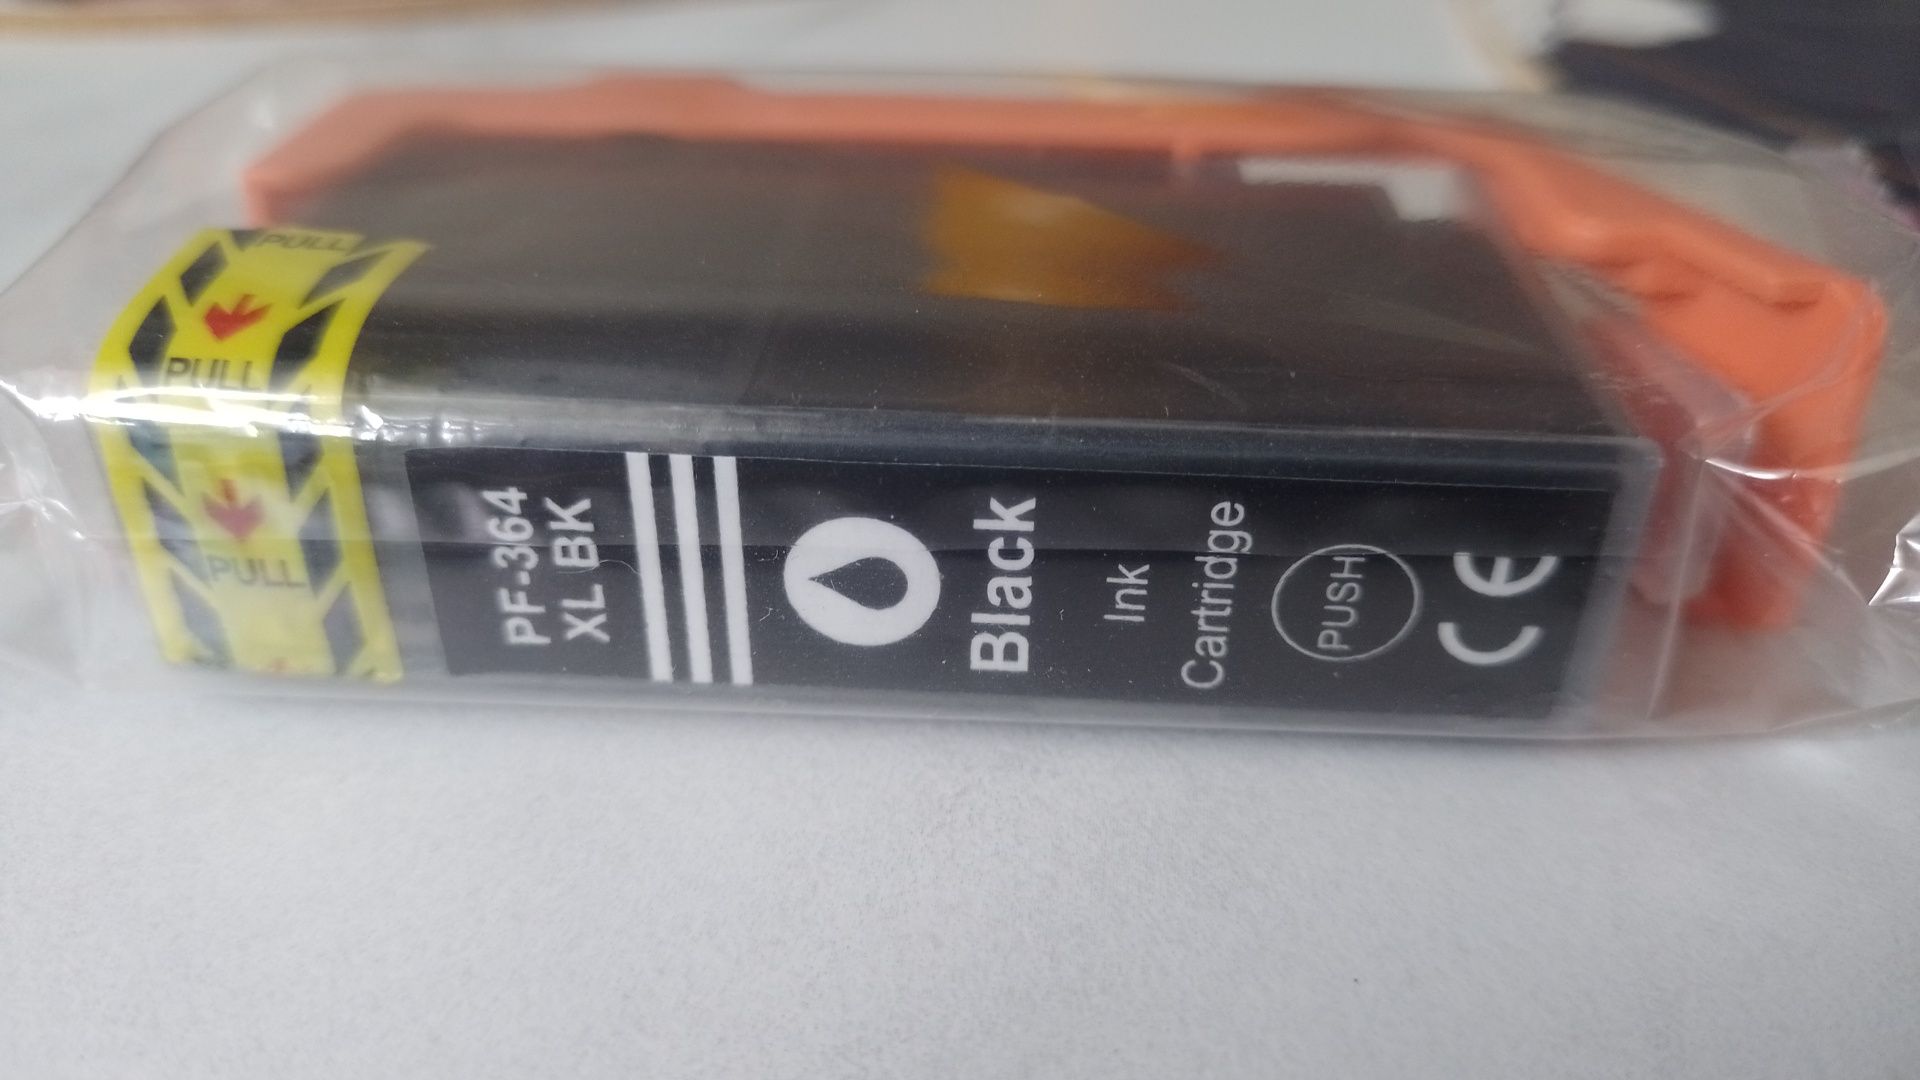 PULL
PULL
PULL
PF-364
XL BK
Black
Ink
Cartridge
PUSH
CE